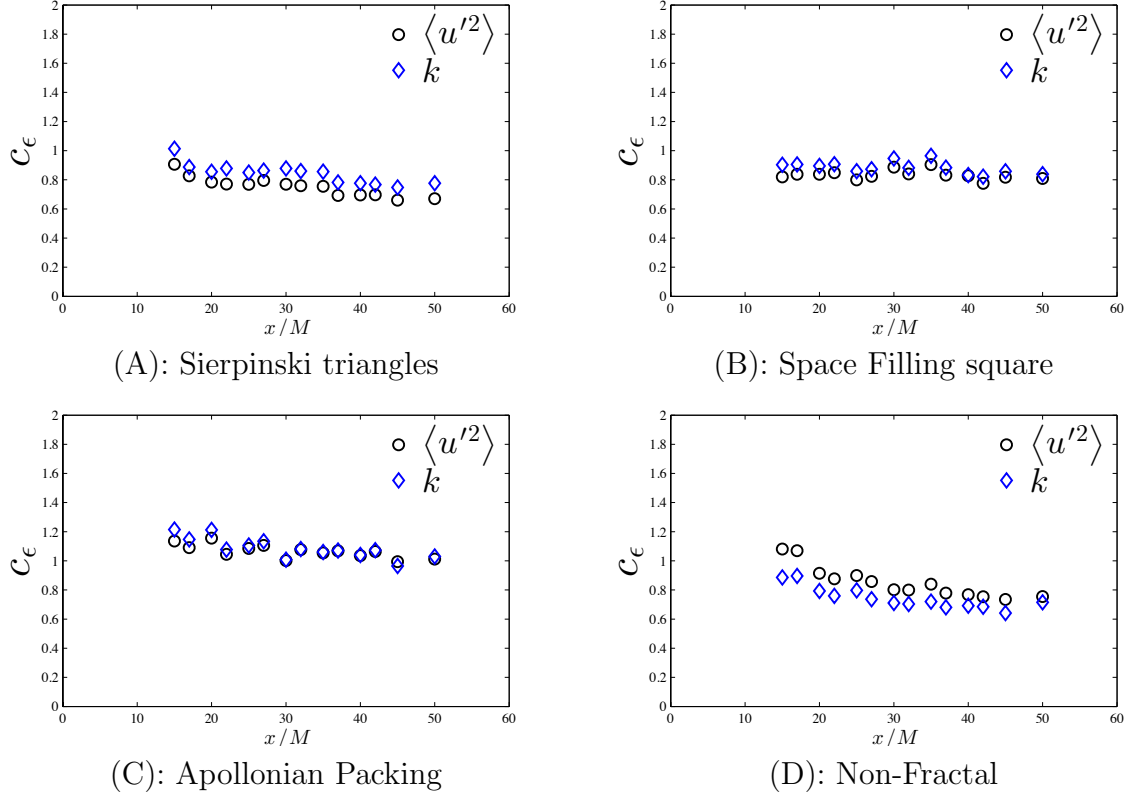 2
1.8
1.6
1.4
1.2
1
0.8
0.6
0.4
0.2
0
0 10 20 30 40 50 60
c_ϵ
x/M
⟨u′²⟩
k
(A): Sierpinski triangles
2
1.8
1.6
1.4
1.2
1
0.8
0.6
0.4
0.2
0
0 10 20 30 40 50 60
c_ϵ
x/M
⟨u′²⟩
k
(B): Space Filling square
2
1.8
1.6
1.4
1.2
1
0.8
0.6
0.4
0.2
0
0 10 20 30 40 50 60
c_ϵ
x/M
⟨u′²⟩
k
(C): Apollonian Packing
2
1.8
1.6
1.4
1.2
1
0.8
0.6
0.4
0.2
0
0 10 20 30 40 50 60
c_ϵ
x/M
⟨u′²⟩
k
(D): Non-Fractal